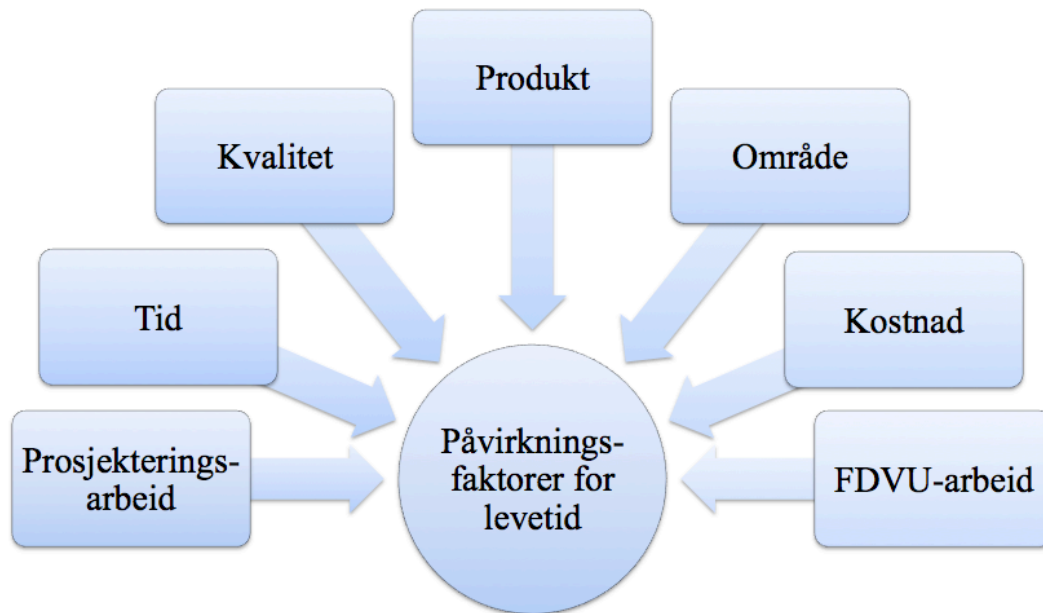 Produkt
Kvalitet
Område
Tid
Kostnad
Prosjekterings-
arbeid
Påvirknings-
faktorer for
levetid
FDVU-arbeid